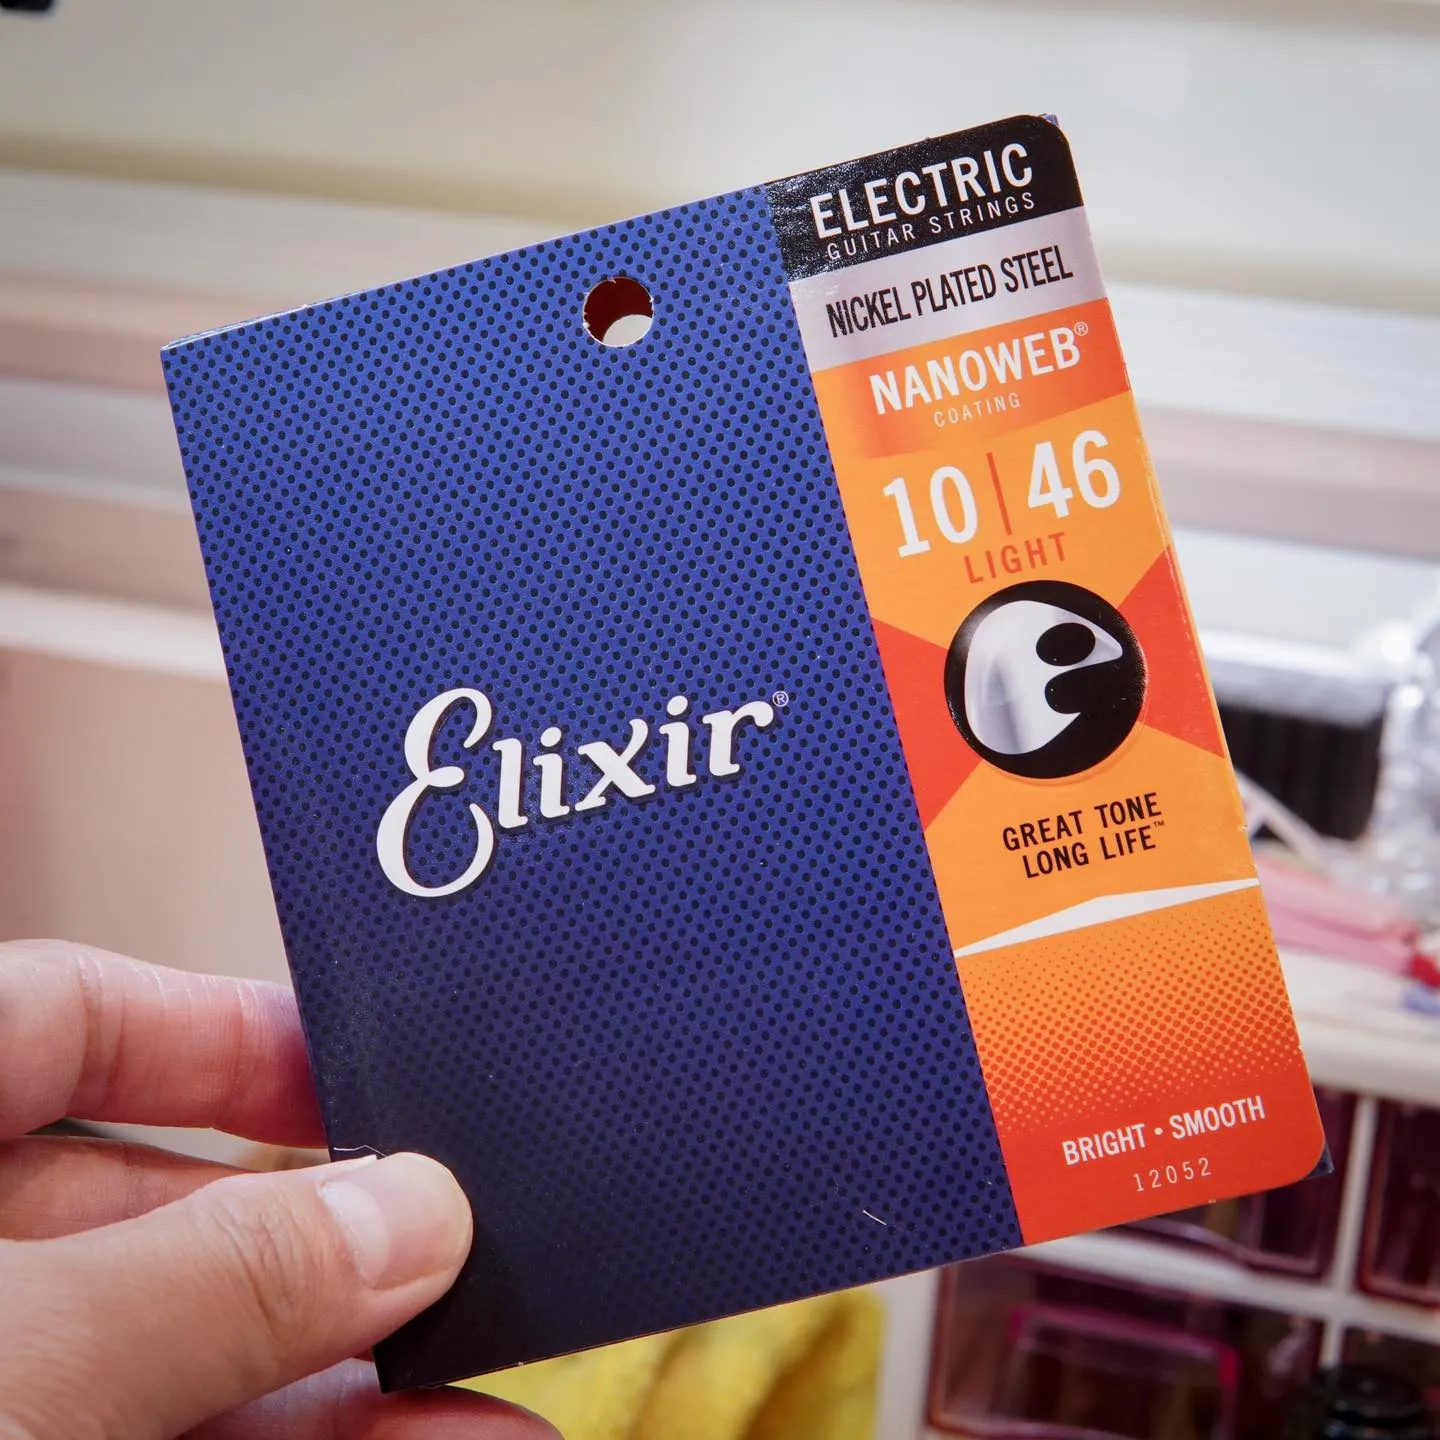 ELECTRIC
GUITAR STRINGS
NICKEL PLATED STEEL
NANOWEB®
COATING
10 | 46
LIGHT
Elixir®
GREAT TONE
LONG LIFE™
BRIGHT • SMOOTH
12052